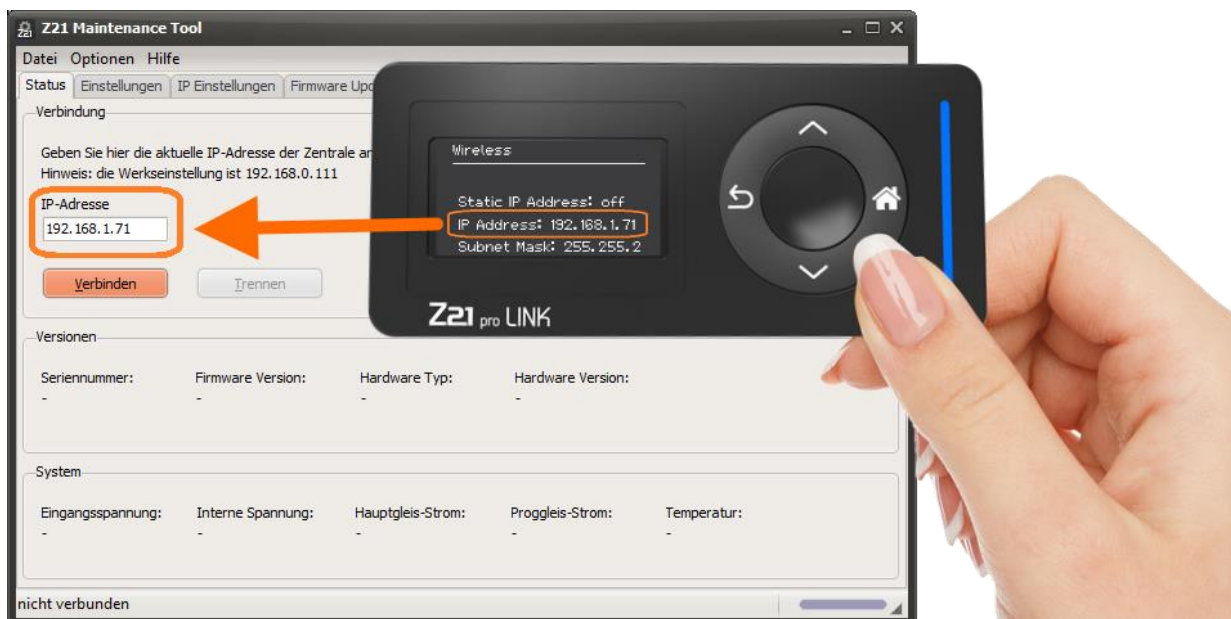 Z21 Maintenance Tool
Datei Optionen Hilfe
Status Einstellungen IP Einstellungen
Verbindung
Geben Sie hier die aktuelle IP-Adresse der Zentrale
Hinweis: die Werkseinstellung ist 192.168.0.111
IP-Adresse
192.168.1.71
Verbinden Trennen
Wireless
Static IP Address: off
IP Address: 192.168.1.71
Subnet Mask: 255.255.2
Z21 pro LINK
Versionen
Seriennummer: Firmware Version: Hardware Typ: Hardware Version:
- - - -
System
Eingangsspannung: Interne Spannung: Hauptgleis-Strom: Proggleis-Strom: Temperatur:
- - - - -
nicht verbunden